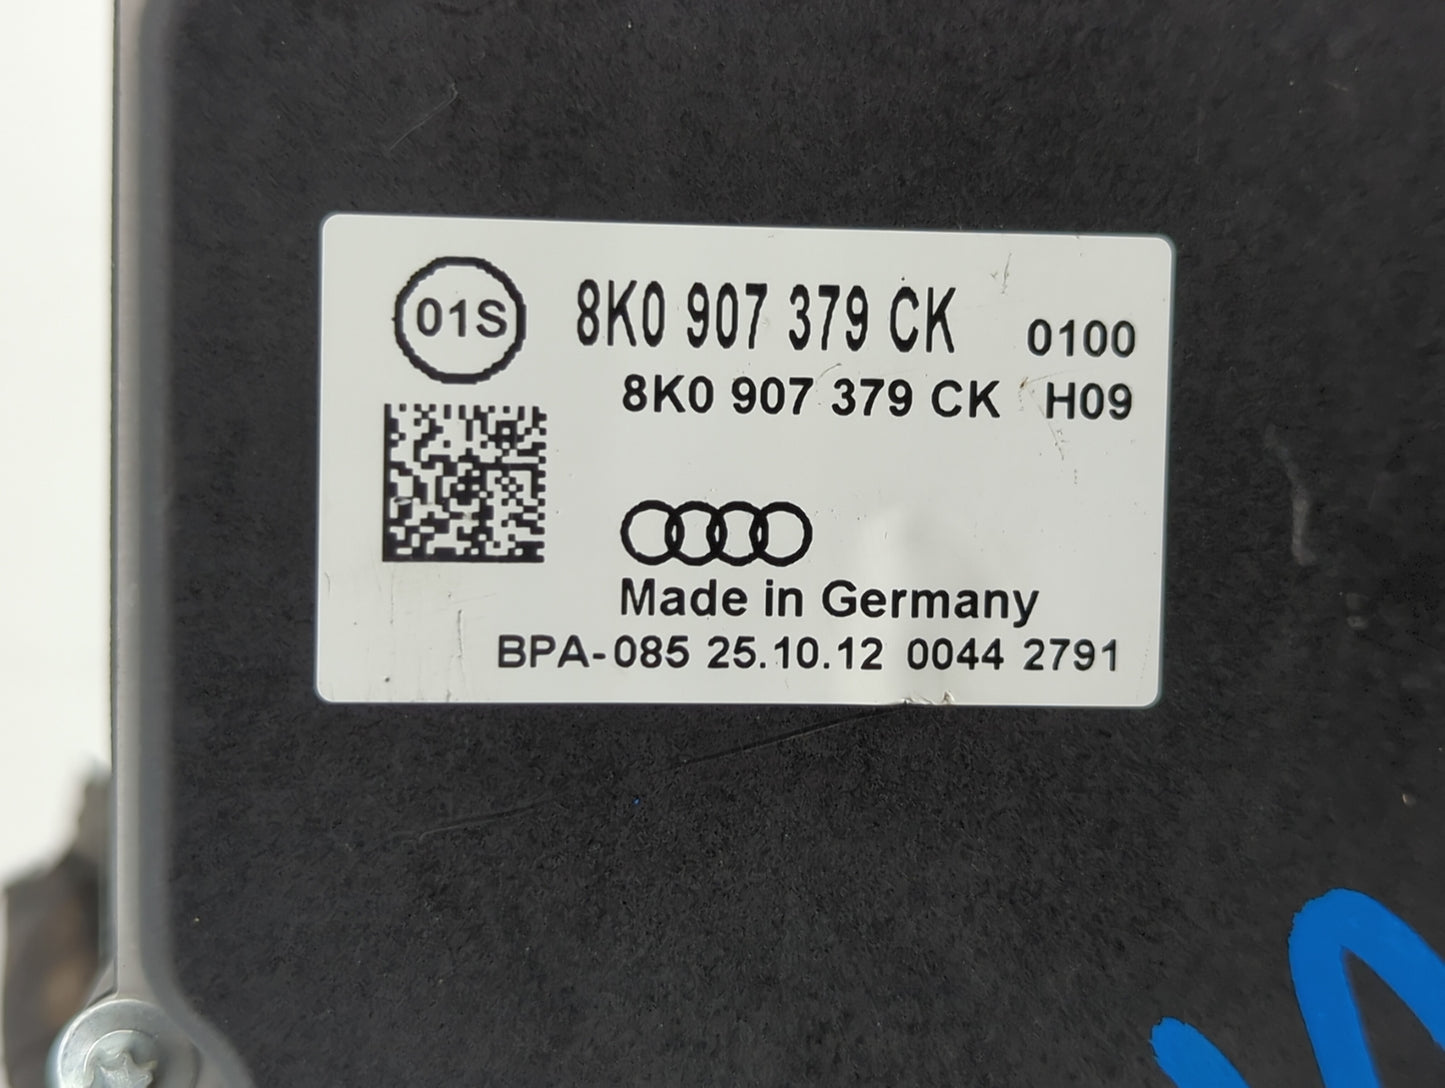 01S
8K0 907 379 CK 0100
8K0 907 379 CK H09
Made in Germany
BPA-085 25.10.12 0044 2791